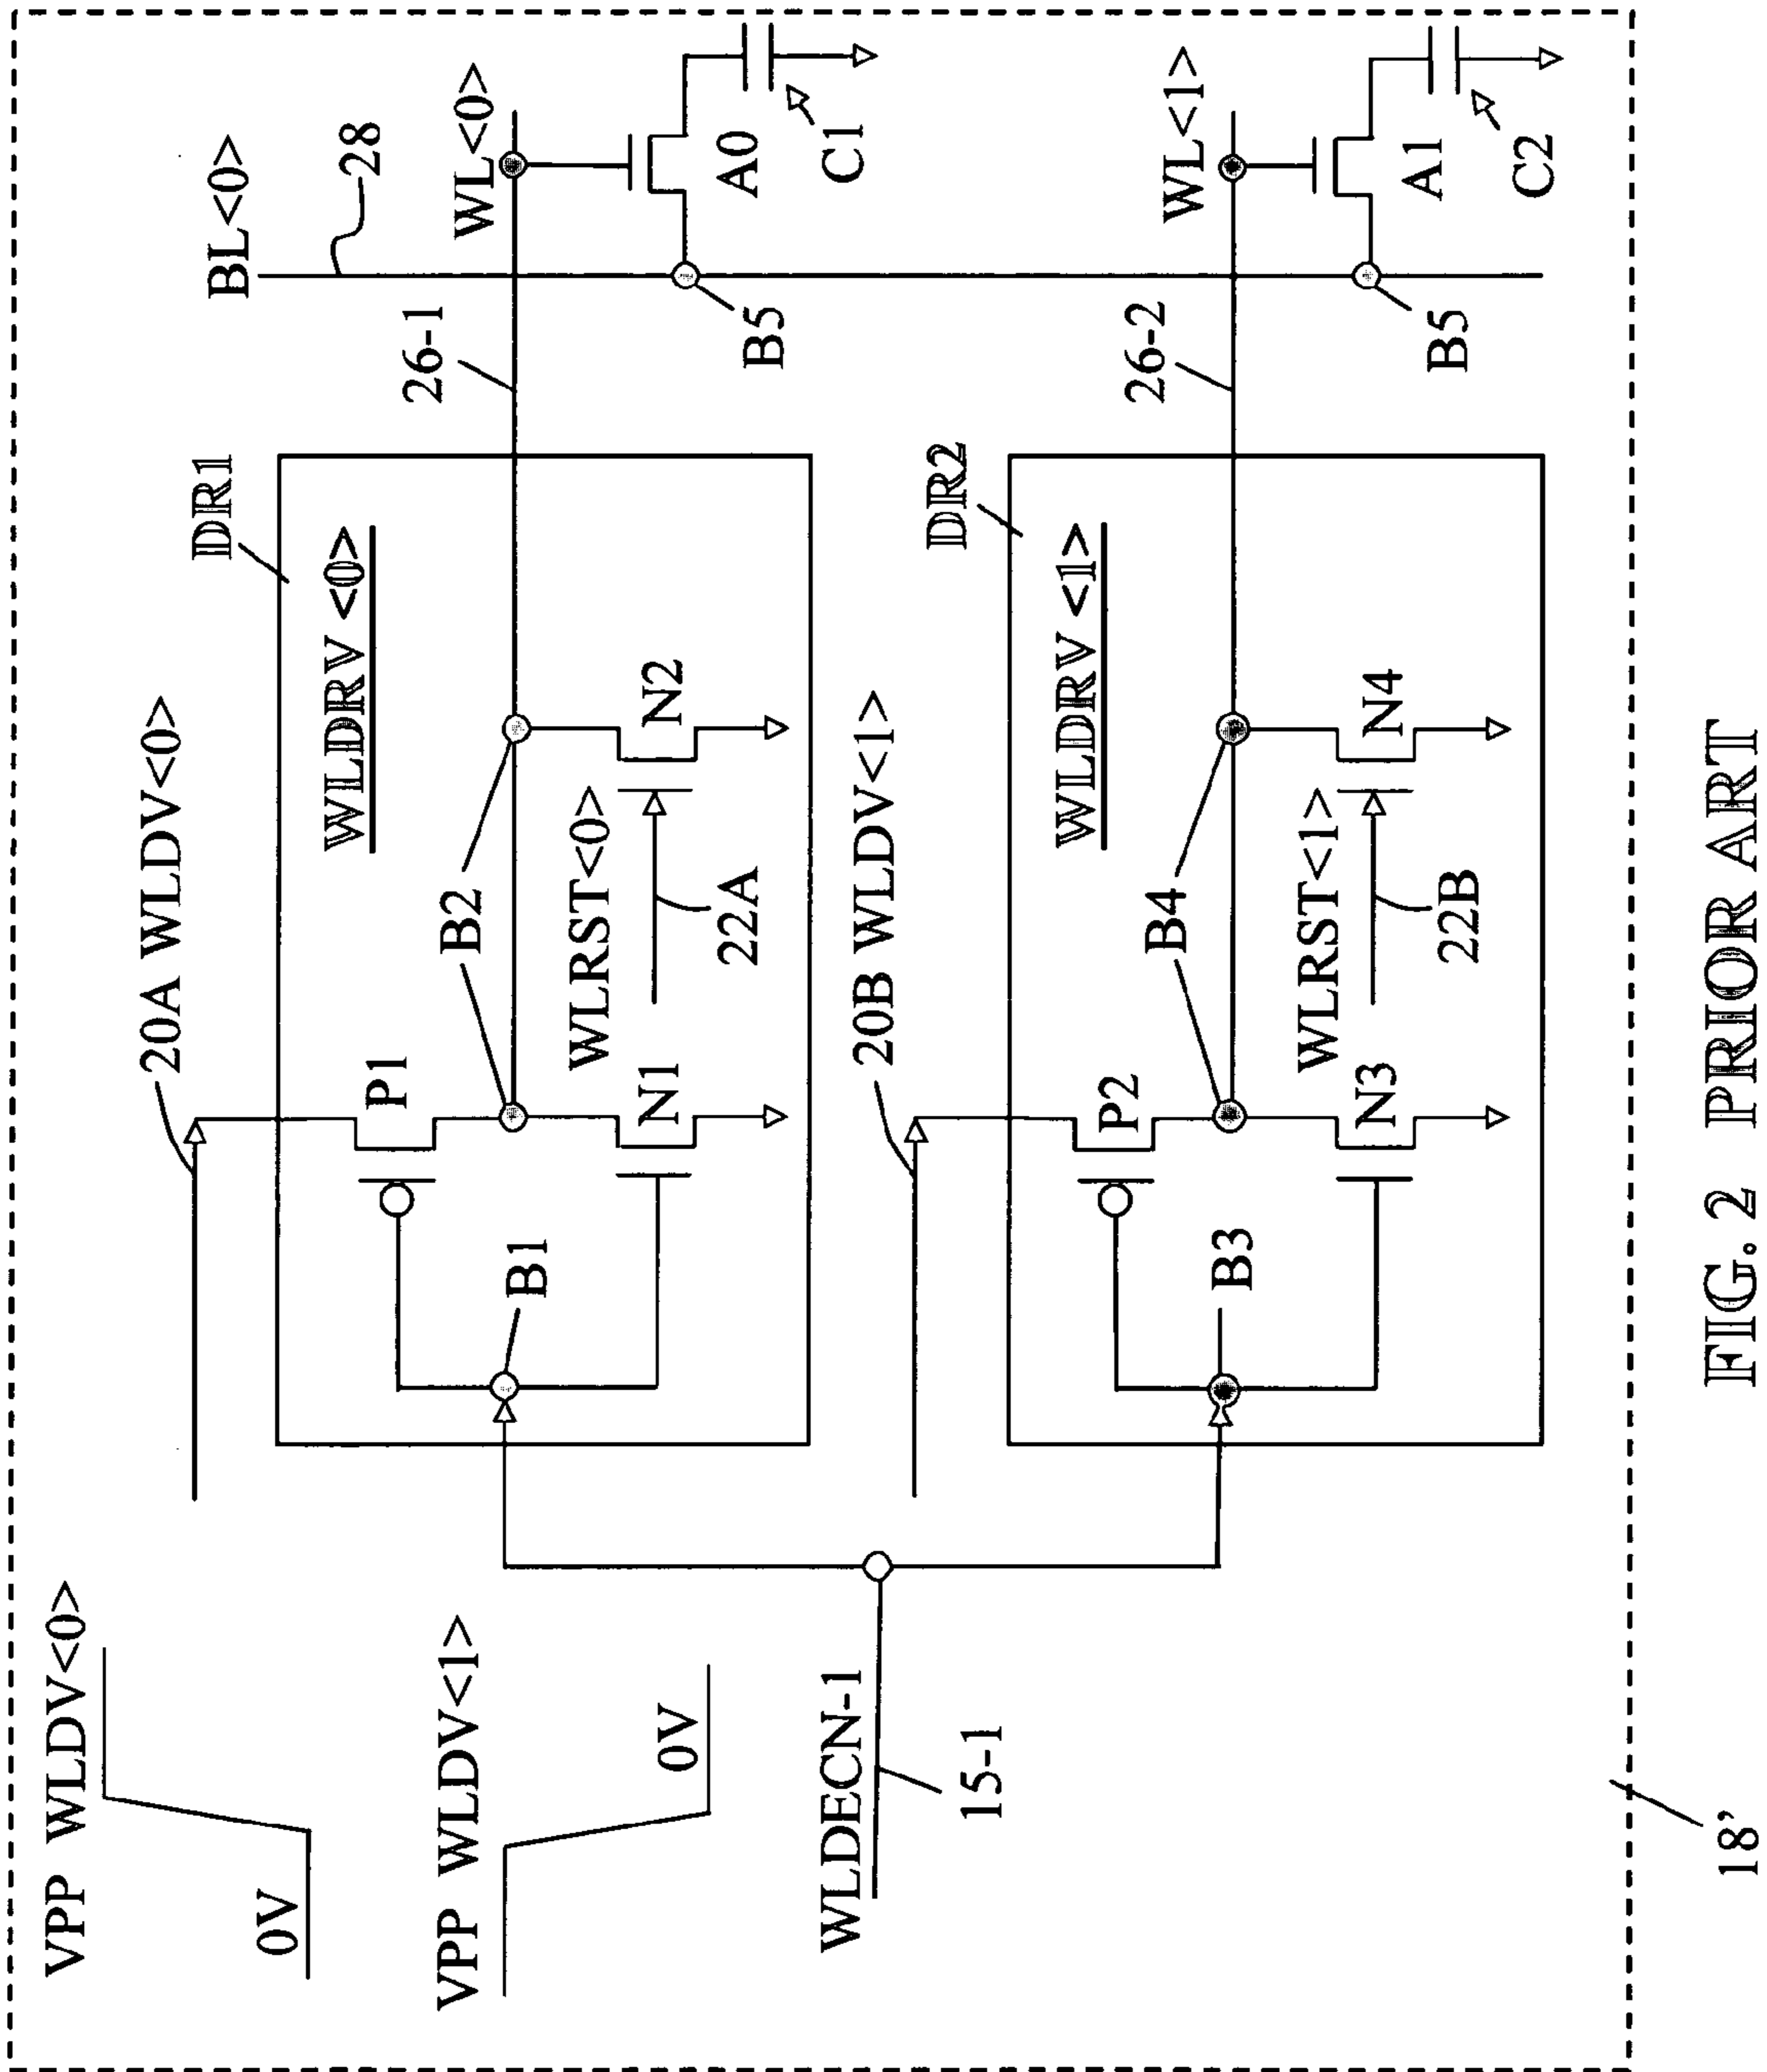 VPP WLDV<0>
0V
VPP WLDV<1>
0V
WLDECN-1
15-1
20A WLDV<0>
DR1
WLDRV <0>
P1
B1
N1
B2
WLRST<0>
22A
N2
26-1
BL<0>
28
WL<0>
A0
C1
B5
20B WLDV<1>
DR2
WLDRV <1>
P2
B3
N3
B4
WLRST<1>
22B
N4
26-2
WL<1>
A1
C2
B5
18'
FIG. 2 PRIOR ART